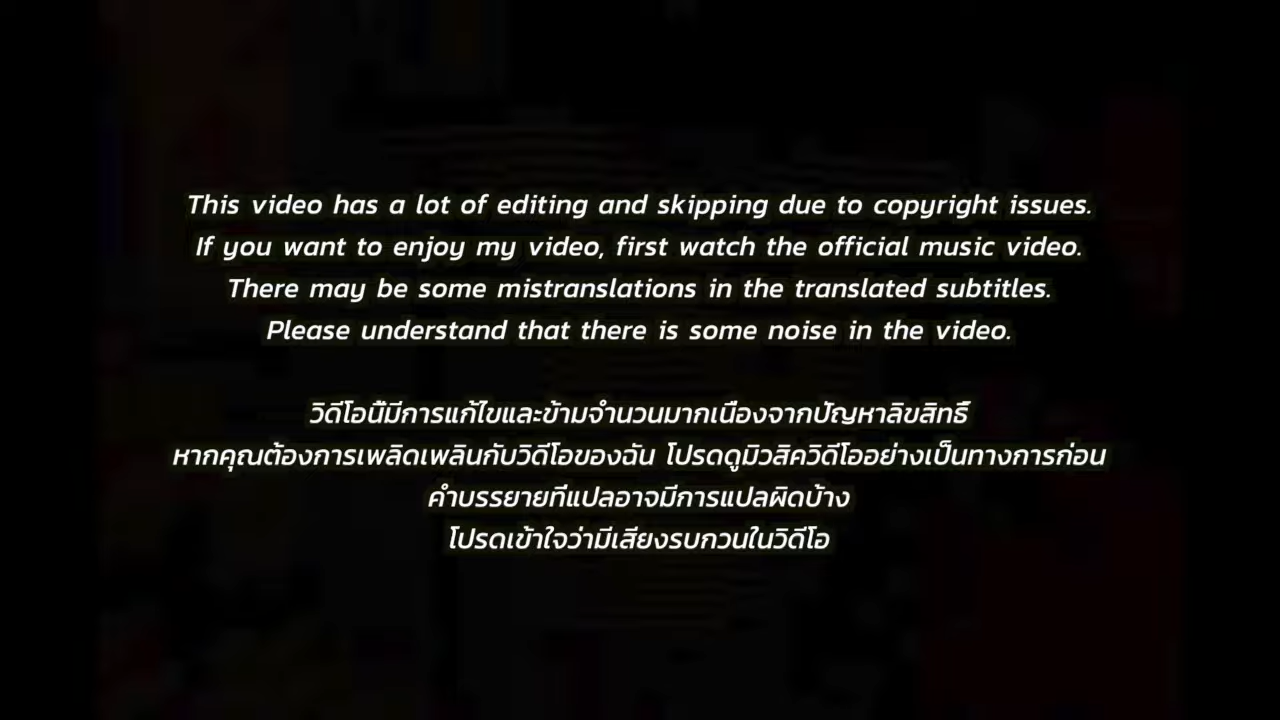 This video has a lot of editing and skipping due to copyright issues.
If you want to enjoy my video, first watch the official music video.
There may be some mistranslations in the translated subtitles.
Please understand that there is some noise in the video.
วิดีโอนี้มีการแก้ไขและข้ามจำนวนมากเนื่องจากปัญหาลิขสิทธิ์
หากคุณต้องการเพลิดเพลินกับวิดีโอของฉัน โปรดดูมิวสิควิดีโออย่างเป็นทางการก่อน
คำบรรยายที่แปลอาจมีการแปลผิดบ้าง
โปรดเข้าใจว่ามีเสียงรบกวนในวิดีโอ